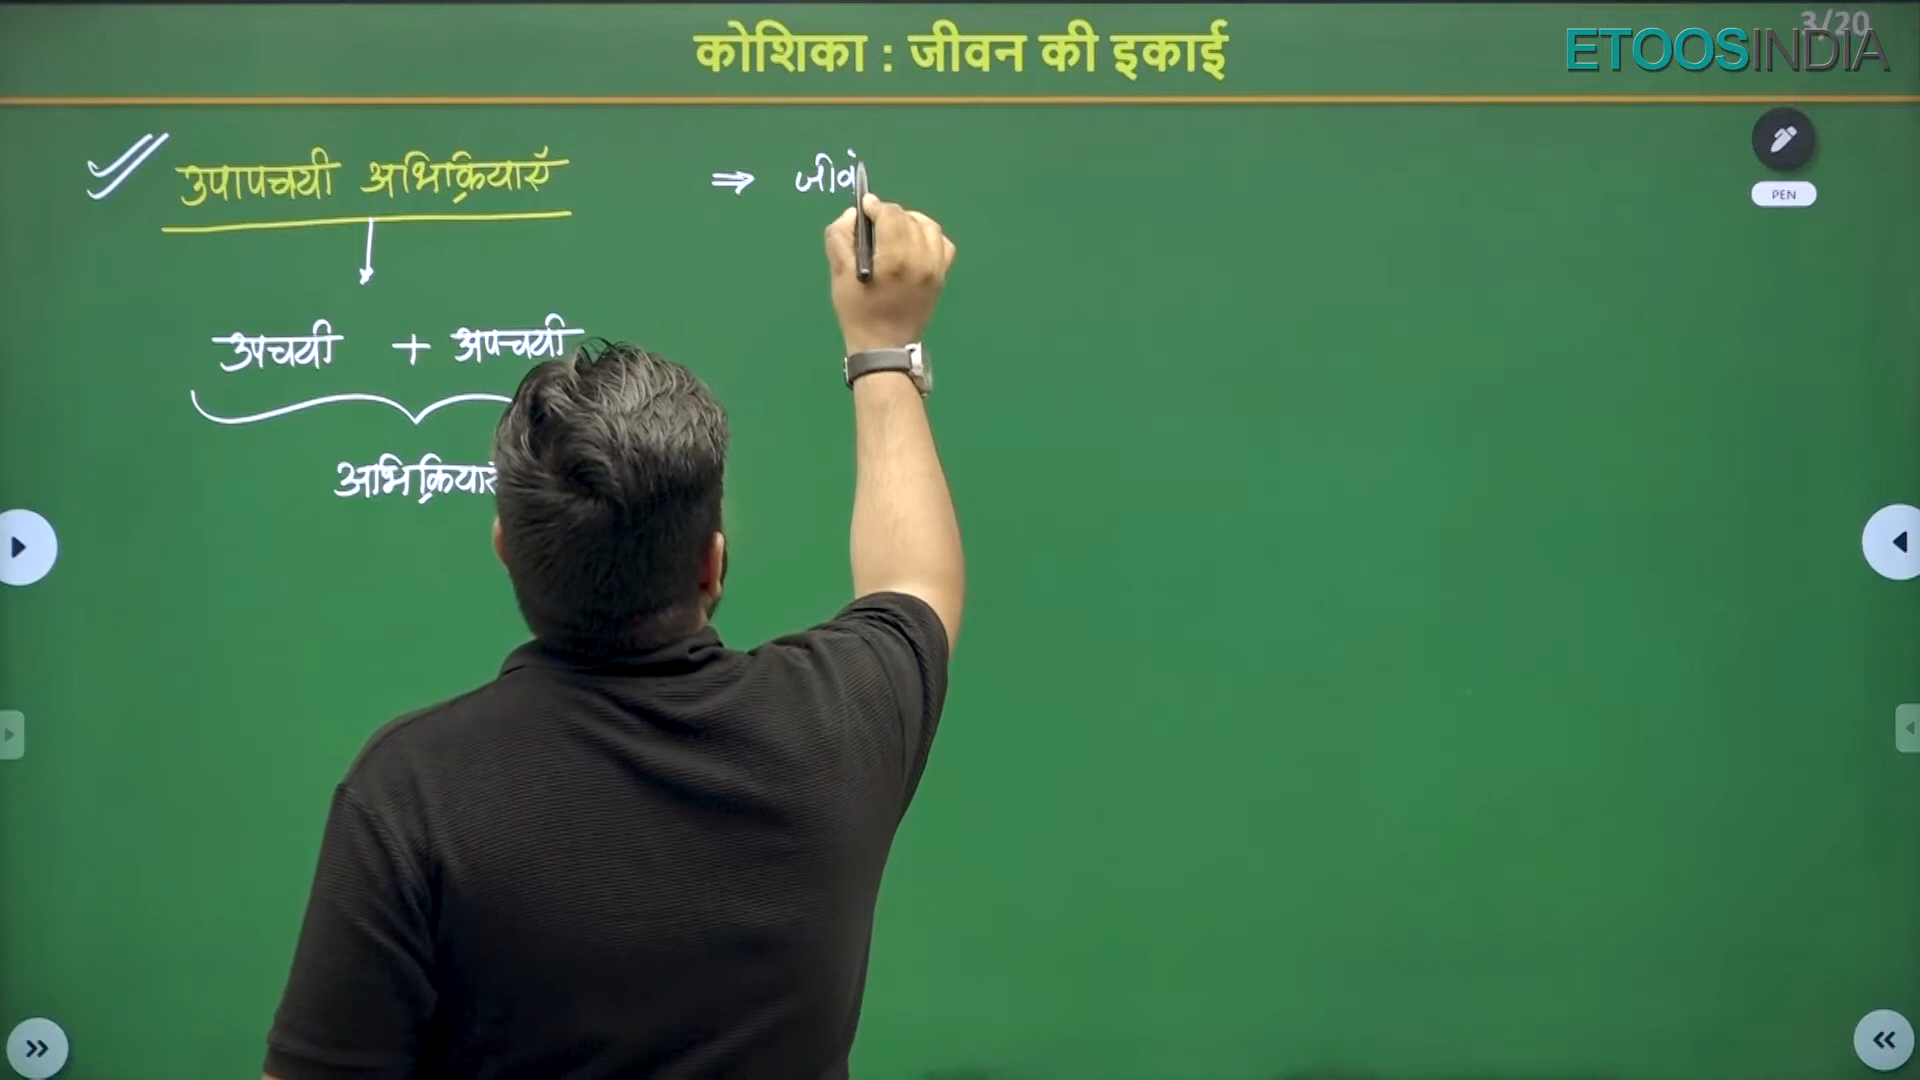 कोशिका : जीवन की इकाई
3/20
ETOOSINDIA
PEN
उपापचयी अभिक्रियाएँ ⇒
उपचयी + अपचयी